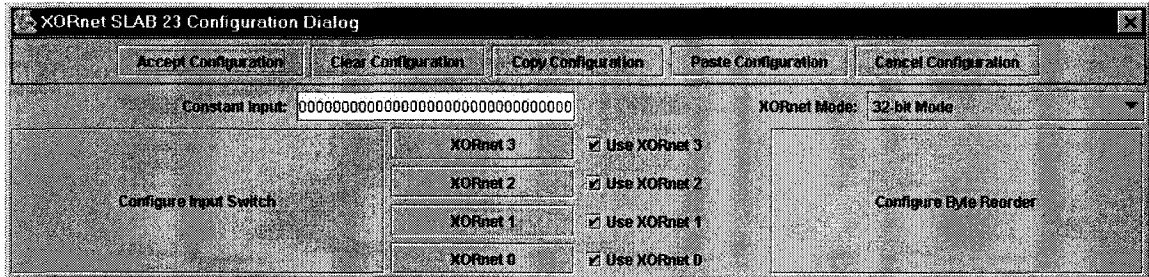 XORnet SLAB 23 Configuration Dialog
Accept Configuration Clear Configuration Copy Configuration Paste Configuration Cancel Configuration
Constant Input: 00000000000000000000000000000000 XORnet Mode: 32-bit Mode
XORnet 3 Use XORnet 3
XORnet 2 Use XORnet 2
Configure Input Switch Configure Byte Reorder
XORnet 1 Use XORnet 1
XORnet 0 Use XORnet 0